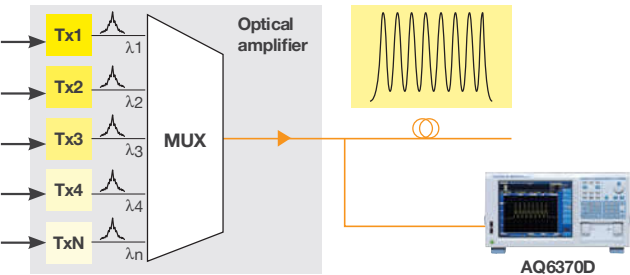 Tx1
λ1
Tx2
λ2
Tx3
λ3
Tx4
λ4
TxN
λn
MUX
Optical
amplifier
AQ6370D